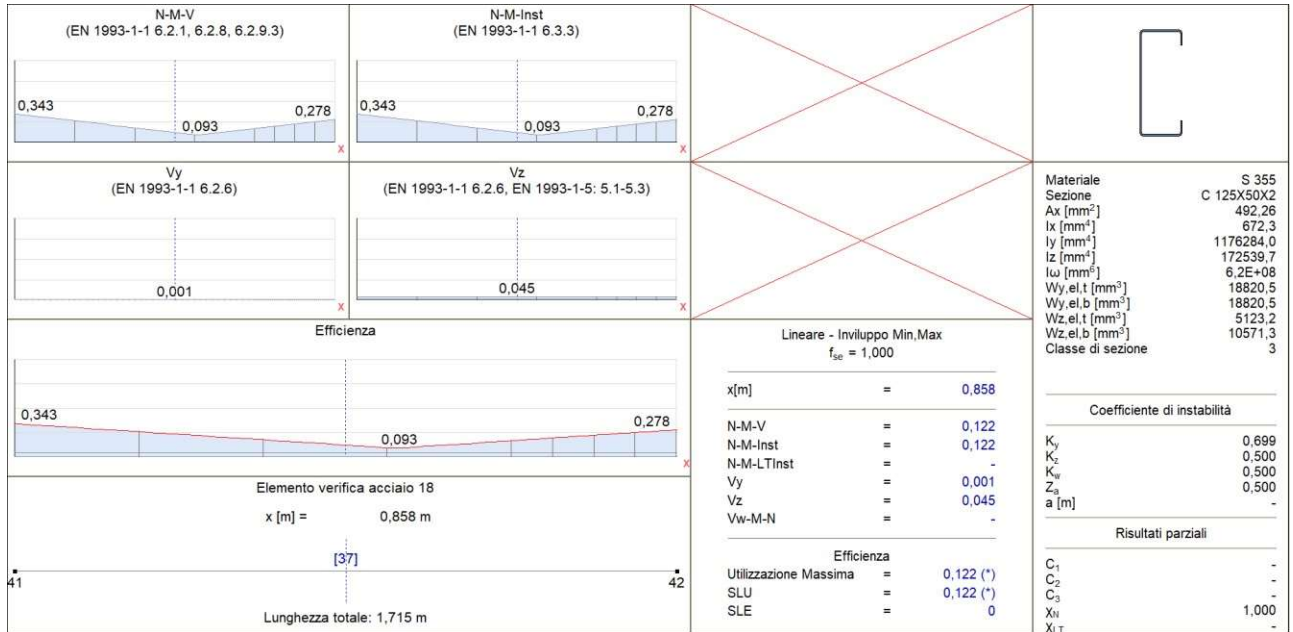 N-M-V
(EN 1993-1-1 6.2.1, 6.2.8, 6.2.9.3)
0,343
0,093
0,278
x
N-M-Inst
(EN 1993-1-1 6.3.3)
0,343
0,093
0,278
x
Vy
(EN 1993-1-1 6.2.6)
0,001
x
Vz
(EN 1993-1-1 6.2.6, EN 1993-1-5: 5.1-5.3)
0,045
x
Efficienza
0,343
0,093
0,278
x
Elemento verifica acciaio 18
x [m] = 0,858 m
[37]
41 42
Lunghezza totale: 1,715 m
Lineare - Inviluppo Min,Max
fse = 1,000
x[m] = 0,858
N-M-V = 0,122
N-M-Inst = 0,122
N-M-LTInst = -
Vy = 0,001
Vz = 0,045
Vw-M-N = -
Efficienza
Utilizzazione Massima = 0,122 (*)
SLU = 0,122 (*)
SLE = 0
Materiale S 355
Sezione C 125X50X2
Ax [mm²] 492,26
Ix [mm⁴] 672,3
Iy [mm⁴] 1176284,0
Iz [mm⁴] 172539,7
Iω [mm⁶] 6,2E+08
Wy,el,t [mm³] 18820,5
Wy,el,b [mm³] 18820,5
Wz,el,t [mm³] 5123,2
Wz,el,b [mm³] 10571,3
Classe di sezione 3
Coefficiente di instabilità
Ky 0,699
Kz 0,500
Kw 0,500
Za 0,500
a [m] -
Risultati parziali
C1 -
C2 -
C3 -
χN 1,000
χLT -